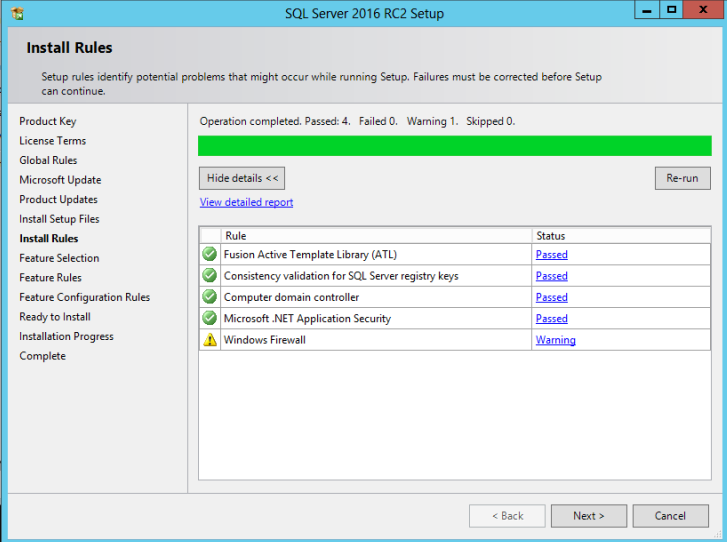 SQL Server 2016 RC2 Setup
Install Rules
Setup rules identify potential problems that might occur while running Setup. Failures must be corrected before Setup
can continue.
Product Key
License Terms
Global Rules
Microsoft Update
Product Updates
Install Setup Files
Install Rules
Feature Selection
Feature Rules
Feature Configuration Rules
Ready to Install
Installation Progress
Complete
Operation completed. Passed: 4. Failed 0. Warning 1. Skipped 0.
Hide details << Re-run
View detailed report
Rule Status
Fusion Active Template Library (ATL) Passed
Consistency validation for SQL Server registry keys Passed
Computer domain controller Passed
Microsoft .NET Application Security Passed
Windows Firewall Warning
< Back Next > Cancel